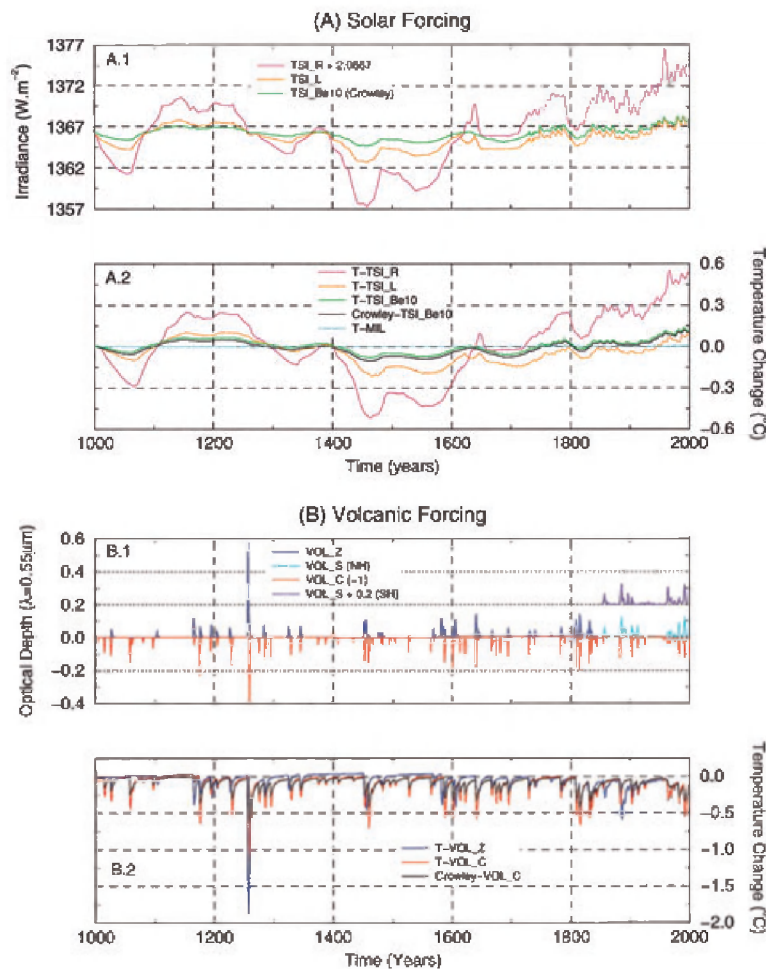 (A) Solar Forcing
1377
1372
1367
1362
1357
Irradiance (W.m⁻²)
A.1
TSI_R + 2.0667
TSI_L
TSI_Be10 (Crowley)
A.2
T-TSI_R
T-TSI_L
T-TSI_Be10
Crowley-TSI_Be10
T-MIL
0.6
0.3
0.0
-0.3
-0.6
Temperature Change (°C)
1000 1200 1400 1600 1800 2000
Time (years)
(B) Volcanic Forcing
0.6
0.4
0.2
0.0
-0.2
-0.4
Optical Depth (λ=0.55μm)
B.1
VOL_Z
VOL_S (NH)
VOL_C (-1)
VOL_S + 0.2 (SH)
B.2
T-VOL_Z
T-VOL_C
Crowley-VOL_C
0.0
-0.5
-1.0
-1.5
-2.0
Temperature Change (°C)
1000 1200 1400 1600 1800 2000
Time (Years)